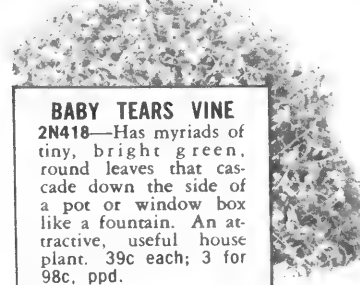 BABY TEARS VINE
2N418—Has myriads of
tiny, bright green,
round leaves that cas-
cade down the side of
a pot or window box
like a fountain. An at-
tractive, useful house
plant. 39c each; 3 for
98c, ppd.